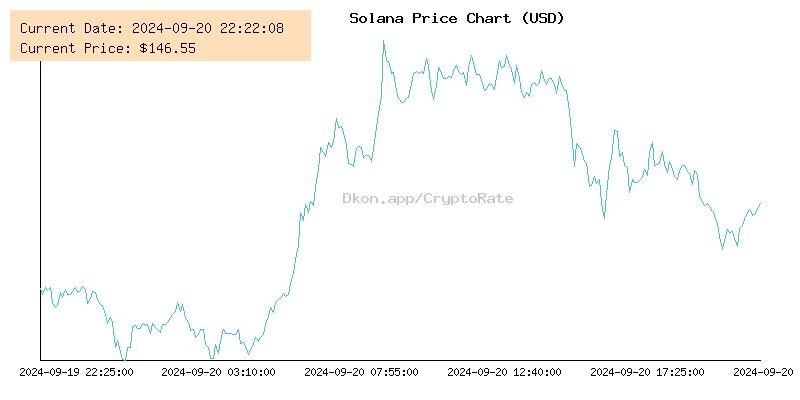 Solana Price Chart (USD)
Current Date: 2024-09-20 22:22:08
Current Price: $146.55
Dkon.app/CryptoRate
2024-09-19 22:25:00 2024-09-20 03:10:00 2024-09-20 07:55:00 2024-09-20 12:40:00 2024-09-20 17:25:00 2024-09-20